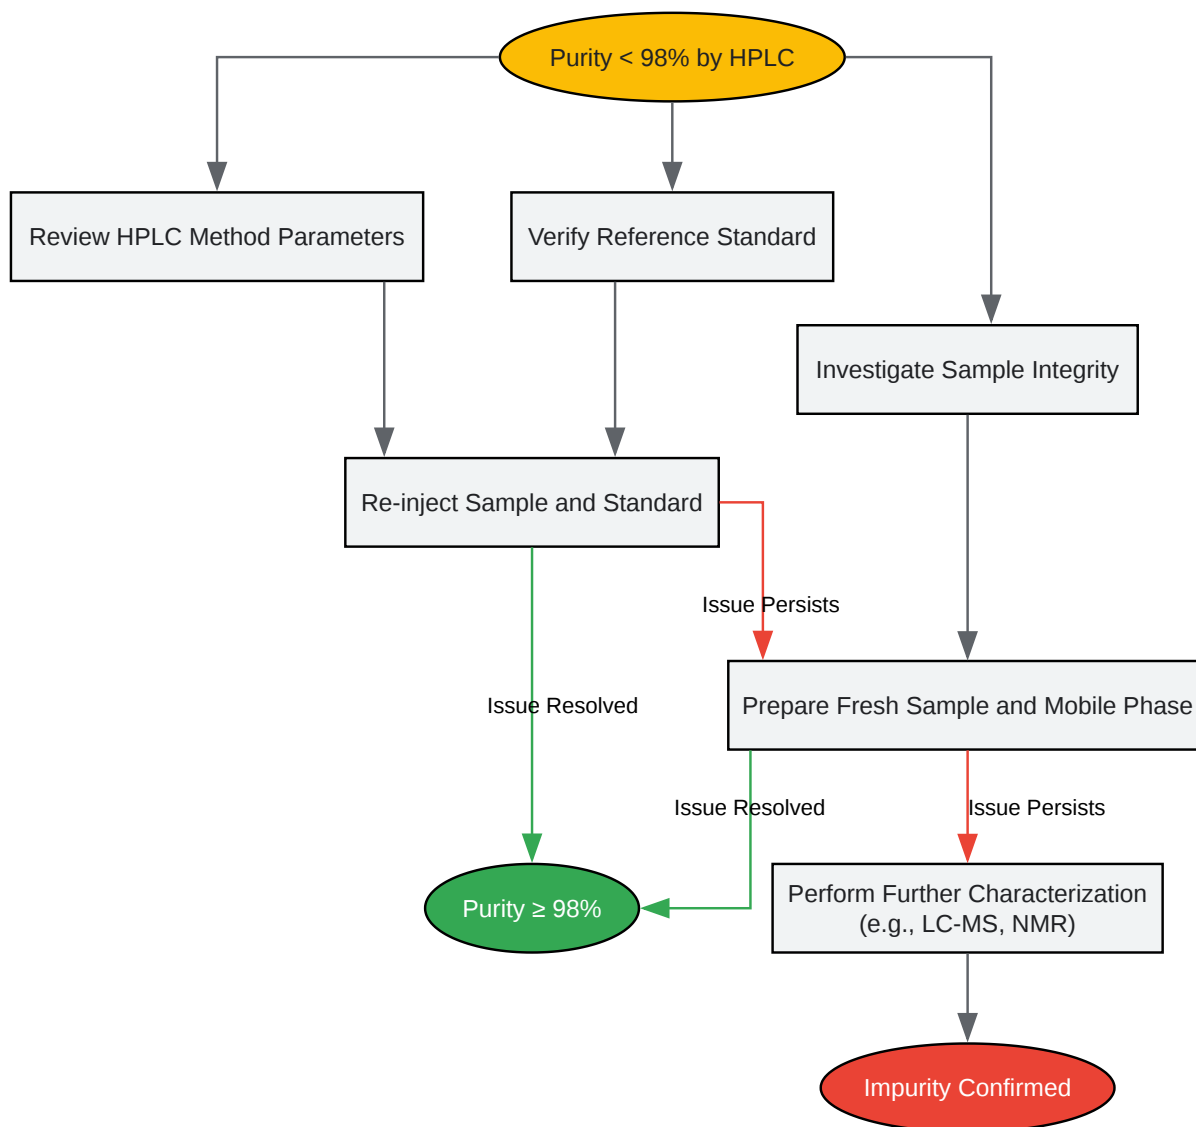 Purity < 98% by HPLC
Review HPLC Method Parameters
Verify Reference Standard
Investigate Sample Integrity
Re-inject Sample and Standard
Issue Persists
Issue Resolved
Prepare Fresh Sample and Mobile Phase
Issue Resolved
Issue Persists
Purity ≥ 98%
Perform Further Characterization
(e.g., LC-MS, NMR)
Impurity Confirmed